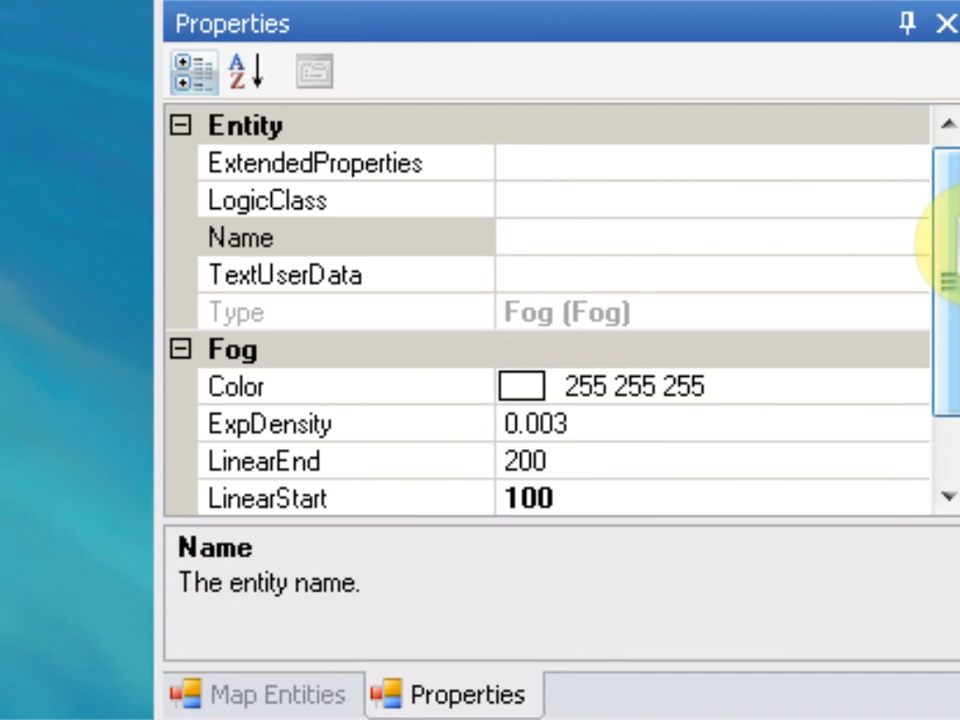 Properties
A Z
Entity
ExtendedProperties
LogicClass
Name
TextUserData
Type Fog (Fog)
Fog
Color 255 255 255
ExpDensity 0.003
LinearEnd 200
LinearStart 100
Name
The entity name.
Map Entities Properties